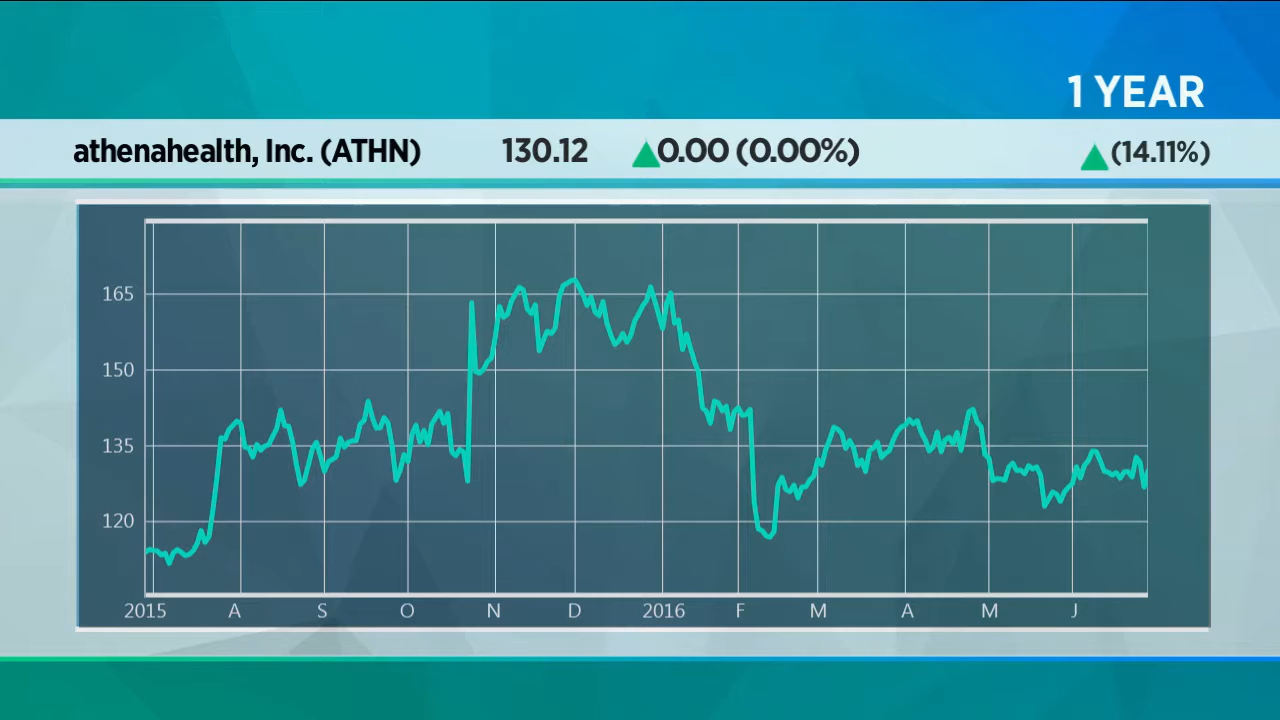 1 YEAR
athenahealth, Inc. (ATHN) 130.12 ▲0.00 (0.00%) ▲(14.11%)
165
150
135
120
2015 A S O N D 2016 F M A M J